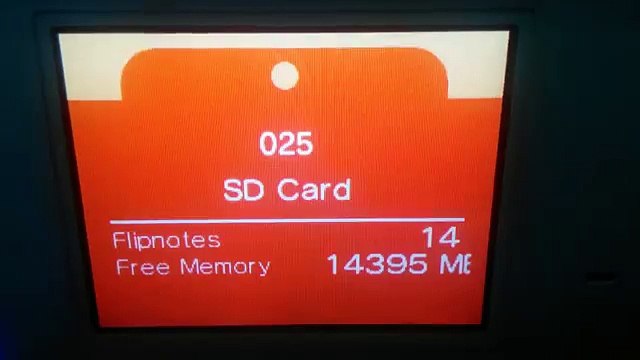 025
SD Card
Flipnotes 14
Free Memory 14395 MB